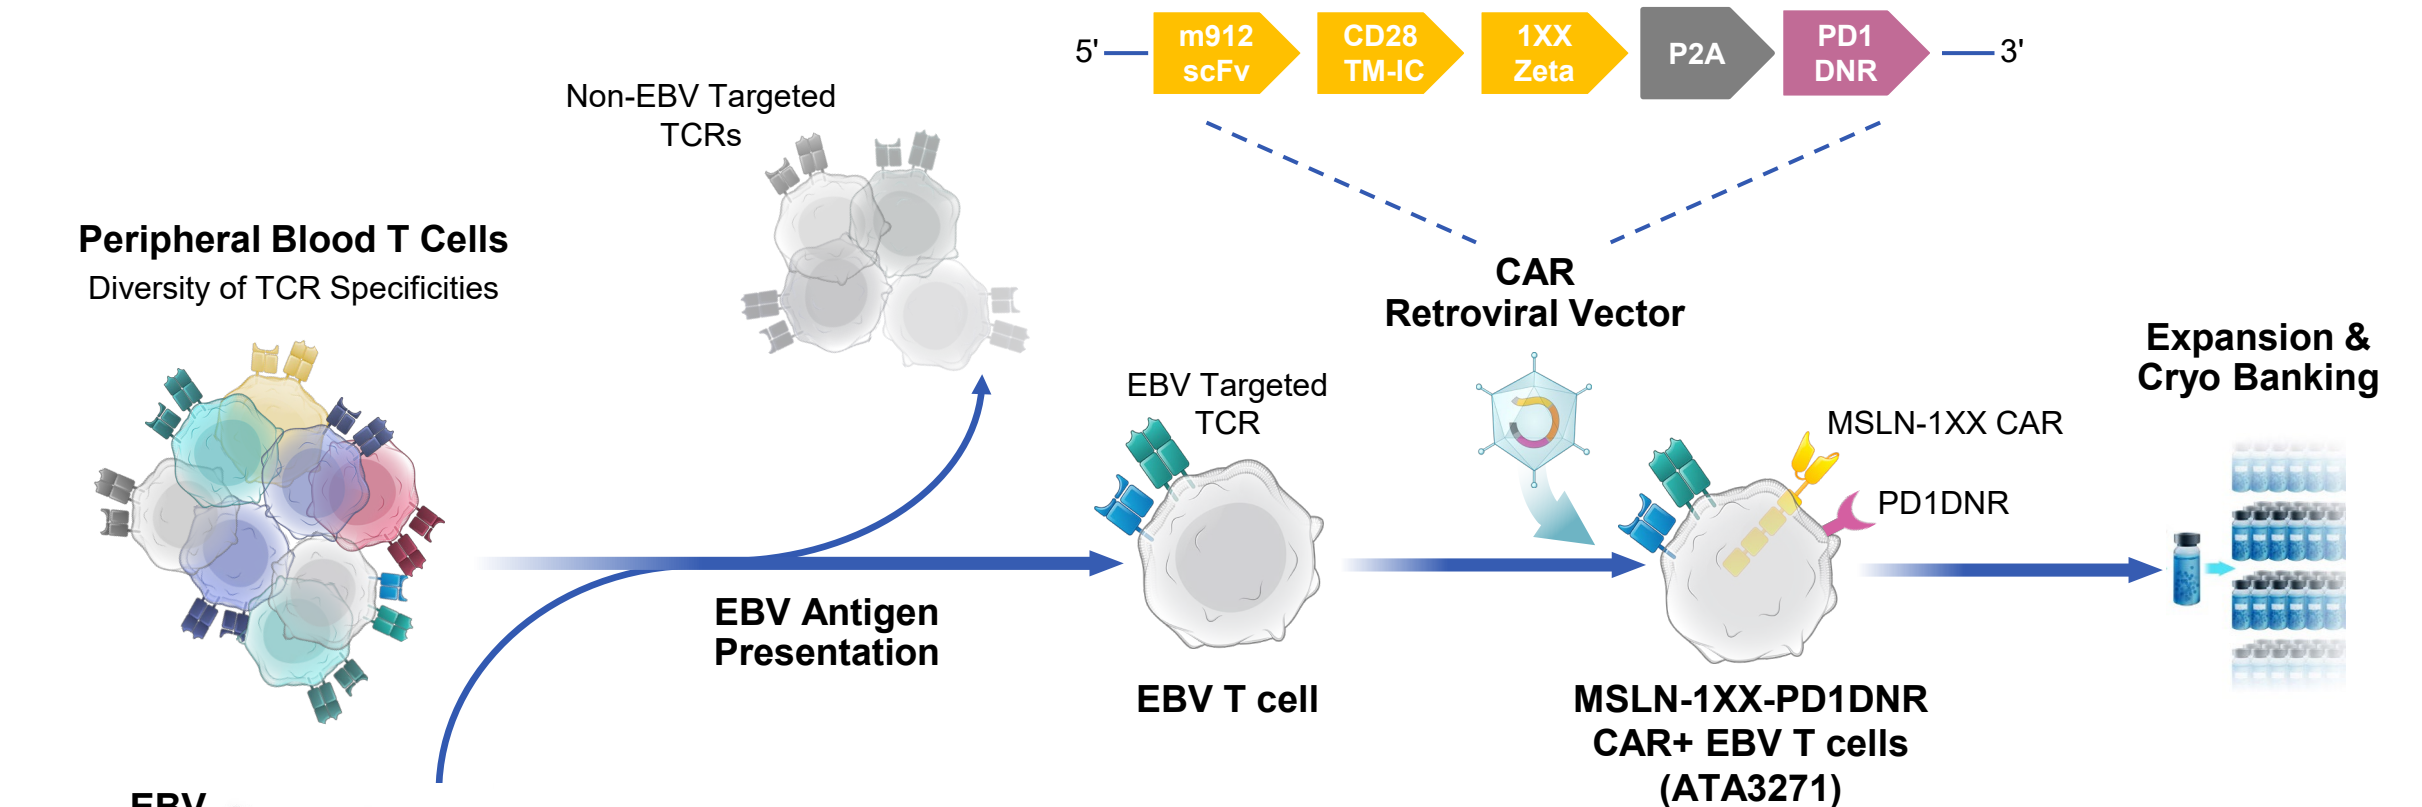 5'
m912
scFv
CD28
TM-IC
1XX
Zeta
P2A
PD1
DNR
3'
Non-EBV Targeted
TCRs
Peripheral Blood T Cells
Diversity of TCR Specificities
CAR
Retroviral Vector
Expansion &
Cryo Banking
EBV Targeted
TCR
MSLN-1XX CAR
PD1DNR
EBV Antigen
Presentation
EBV T cell
MSLN-1XX-PD1DNR
CAR+ EBV T cells
(ATA3271)
EBV